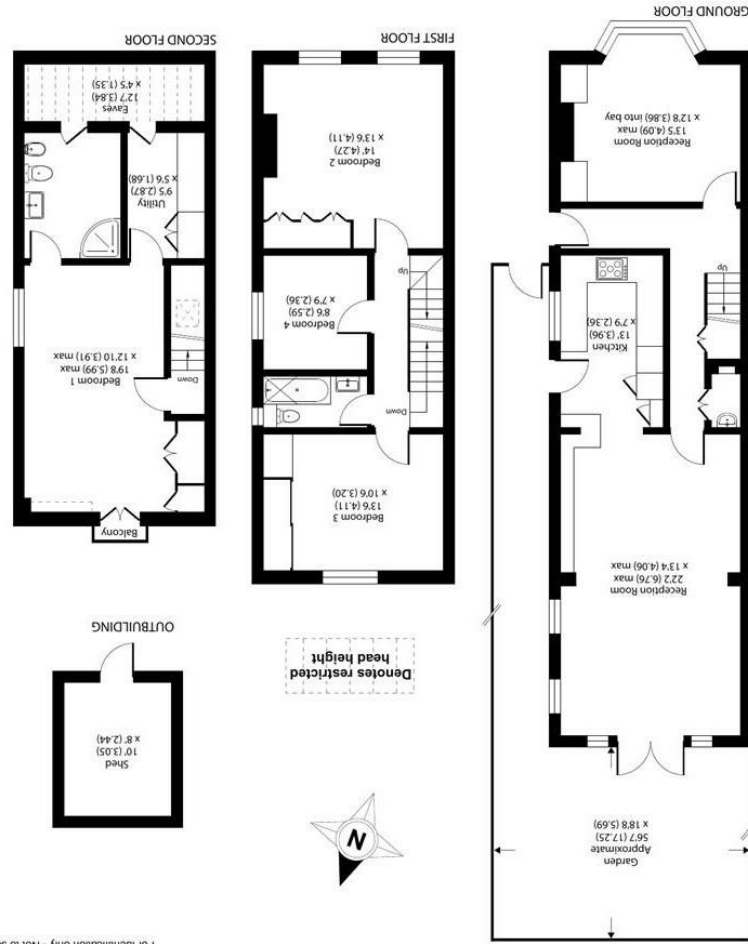 For identification only - Not to
Garden
Approximate
56'7 (17.25)
x 18'8 (5.69)
N
Shed
10' (3.05)
x 8' (2.44)
OUTBUILDING
Denotes restricted
head height
Reception Room
22'2 (6.76) max
x 13'4 (4.06) max
Kitchen
13' (3.96)
x 7'9 (2.36)
Up
Reception Room
13'5 (4.09) max
x 12'8 (3.86) into bay
GROUND FLOOR
Bedroom 3
13'6 (4.11)
x 10'6 (3.20)
Down
Bedroom 4
8'6 (2.59)
x 7'9 (2.36)
Up
Bedroom 2
14' (4.27)
x 13'6 (4.11)
FIRST FLOOR
Balcony
Bedroom 1
19'8 (5.99) max
x 12'10 (3.91) max
Down
Utility
9'5 (2.87)
x 5'6 (1.68)
Eaves
12'7 (3.84)
x 4'5 (1.35)
SECOND FLOOR